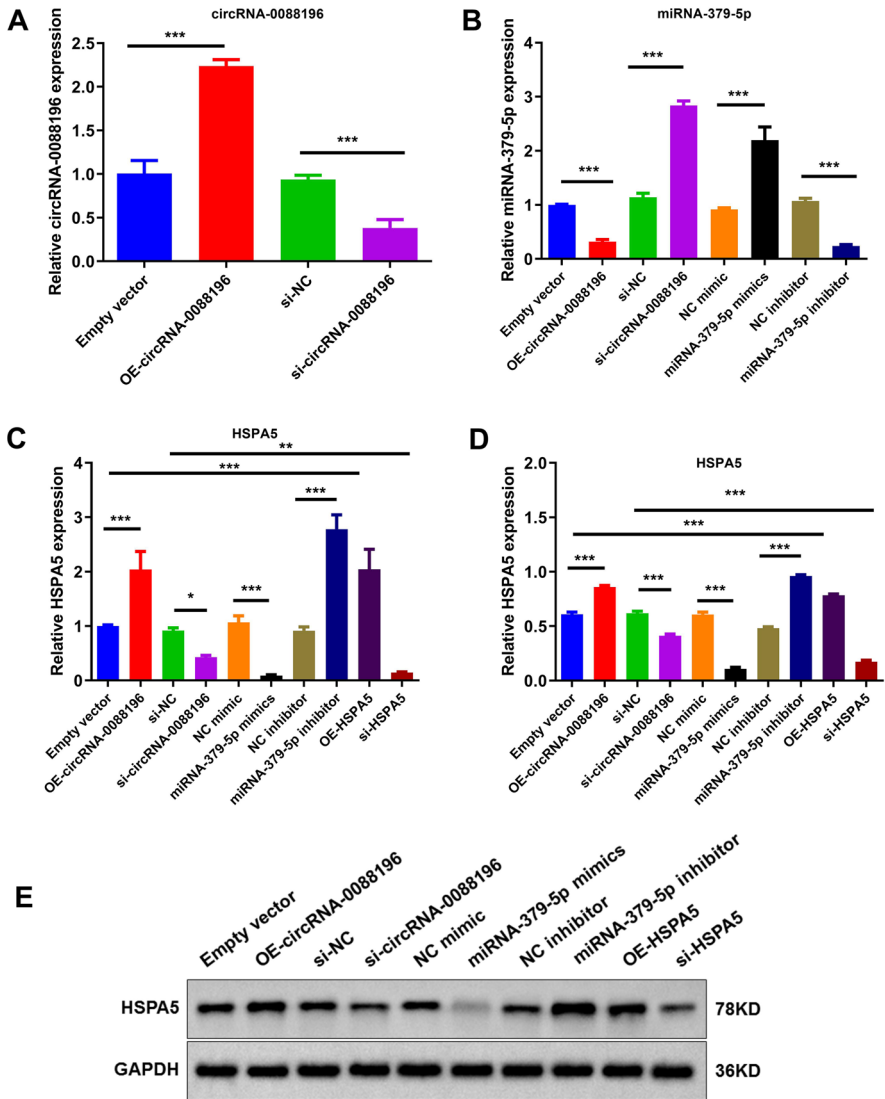 A
circRNA-0088196
Relative circRNA-0088196 expression
2.5
2.0
1.5
1.0
0.5
0.0
***
***
Empty vector
OE-circRNA-0088196
si-NC
si-circRNA-0088196
B
miRNA-379-5p
Relative miRNA-379-5p expression
4
3
2
1
0
***
***
***
***
Empty vector
OE-circRNA-0088196
si-NC
si-circRNA-0088196
NC mimic
miRNA-379-5p mimics
NC inhibitor
miRNA-379-5p inhibitor
C
HSPA5
Relative HSPA5 expression
4
3
2
1
0
**
***
***
***
*
***
Empty vector
OE-circRNA-0088196
si-NC
si-circRNA-0088196
NC mimic
miRNA-379-5p mimics
NC inhibitor
miRNA-379-5p inhibitor
OE-HSPA5
si-HSPA5
D
HSPA5
Relative HSPA5 expression
2.0
1.5
1.0
0.5
0.0
***
***
***
***
***
***
Empty vector
OE-circRNA-0088196
si-NC
si-circRNA-0088196
NC mimic
miRNA-379-5p mimics
NC inhibitor
miRNA-379-5p inhibitor
OE-HSPA5
si-HSPA5
E
Empty vector
OE-circRNA-0088196
si-NC
si-circRNA-0088196
NC mimic
miRNA-379-5p mimics
NC inhibitor
miRNA-379-5p inhibitor
OE-HSPA5
si-HSPA5
HSPA5
78KD
GAPDH
36KD